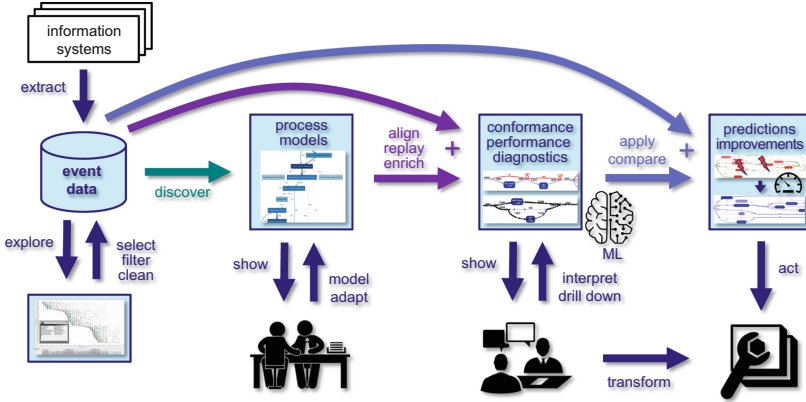 information
systems
extract
event
data
explore
select
filter
clean
discover
process
models
show
model
adapt
align
replay
enrich
+
conformance
performance
diagnostics
ML
show
interpret
drill down
apply
compare
+
predictions
improvements
act
transform